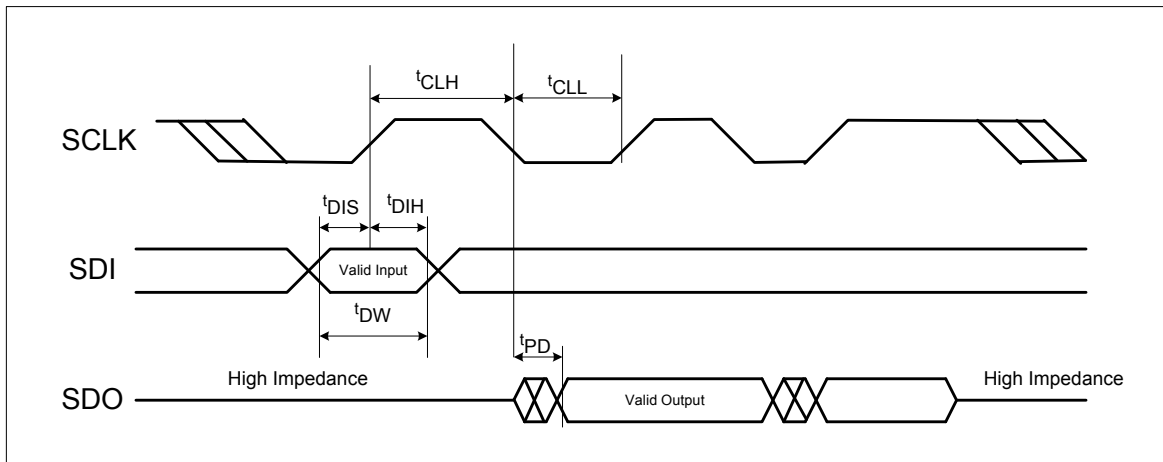 tCLH
tCLL
SCLK
tDIS
tDIH
SDI
Valid Input
tDW
tPD
High Impedance
High Impedance
SDO
Valid Output